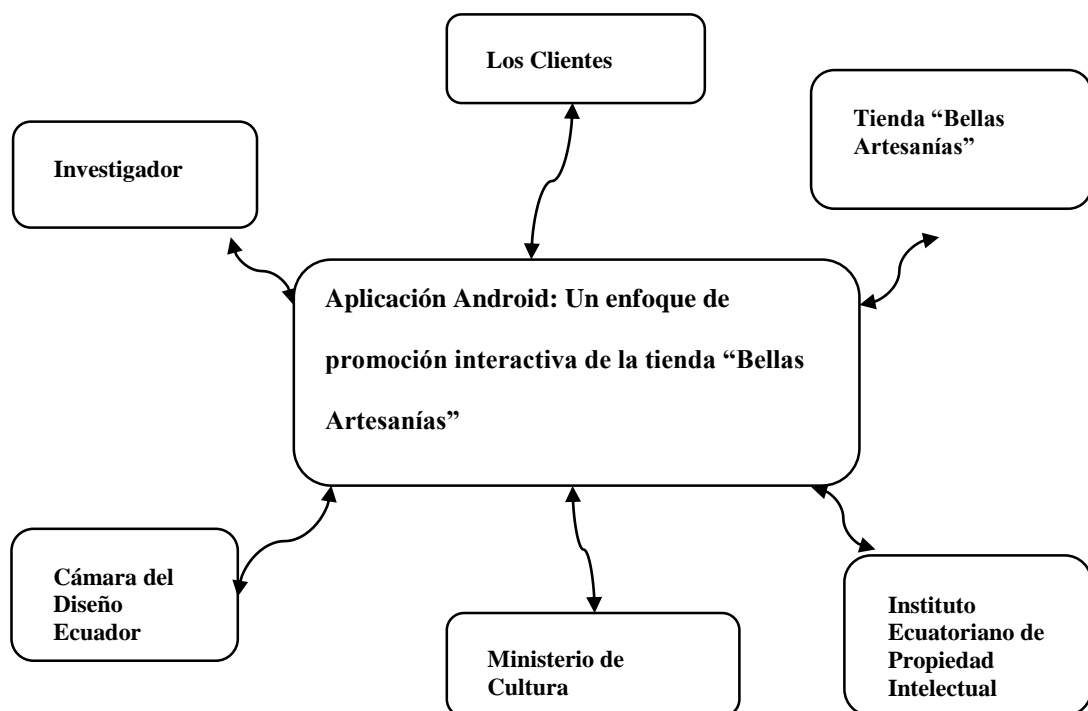 Los Clientes
Tienda “Bellas
Artesanías”
Investigador
Aplicación Android: Un enfoque de
promoción interactiva de la tienda “Bellas
Artesanías”
Cámara del
Diseño
Ecuador
Ministerio de
Cultura
Instituto
Ecuatoriano de
Propiedad
Intelectual